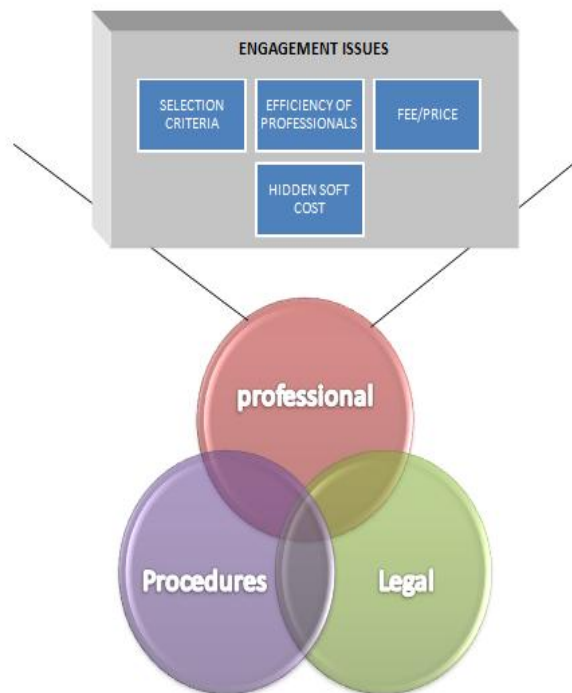 ENGAGEMENT ISSUES
SELECTION
CRITERIA
EFFICIENCY OF
PROFESSIONALS
FEE/PRICE
HIDDEN SOFT
COST
professional
Procedures
Legal